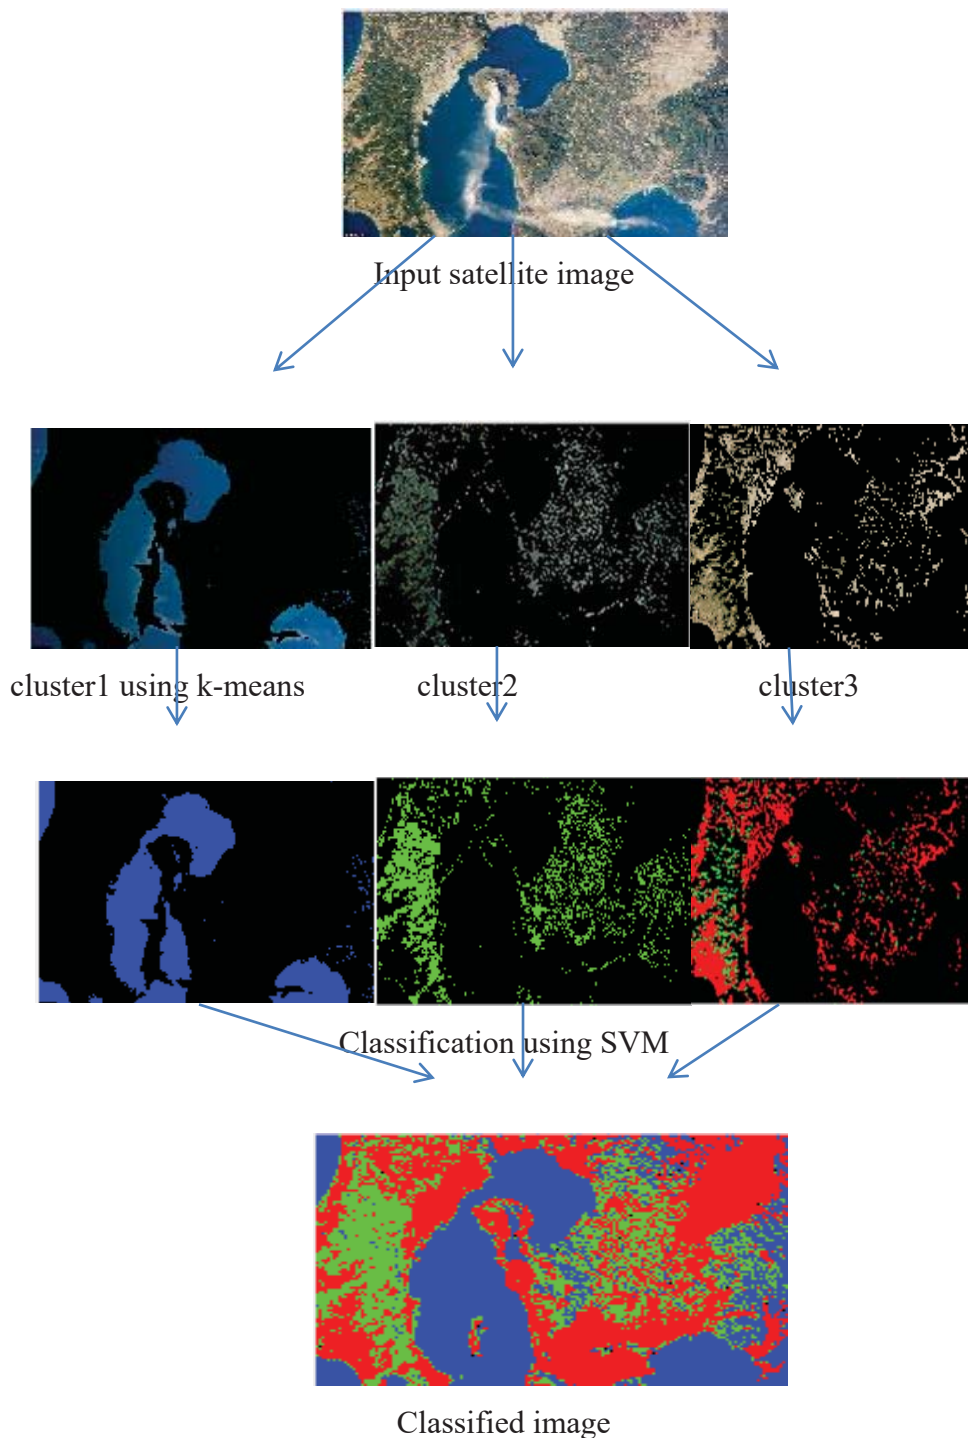 Input satellite image
cluster1 using k-means
cluster2
cluster3
Classification using SVM
Classified image